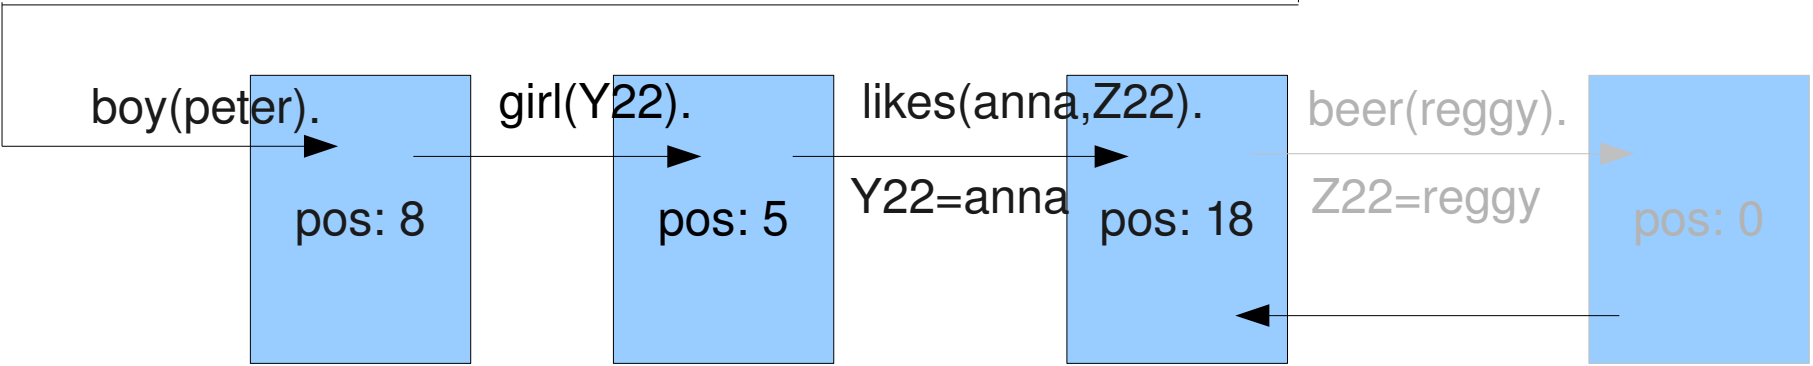 boy(peter).
girl(Y22).
likes(anna,Z22).
beer(reggy).
Y22=anna
Z22=reggy
pos: 8
pos: 5
pos: 18
pos: 0